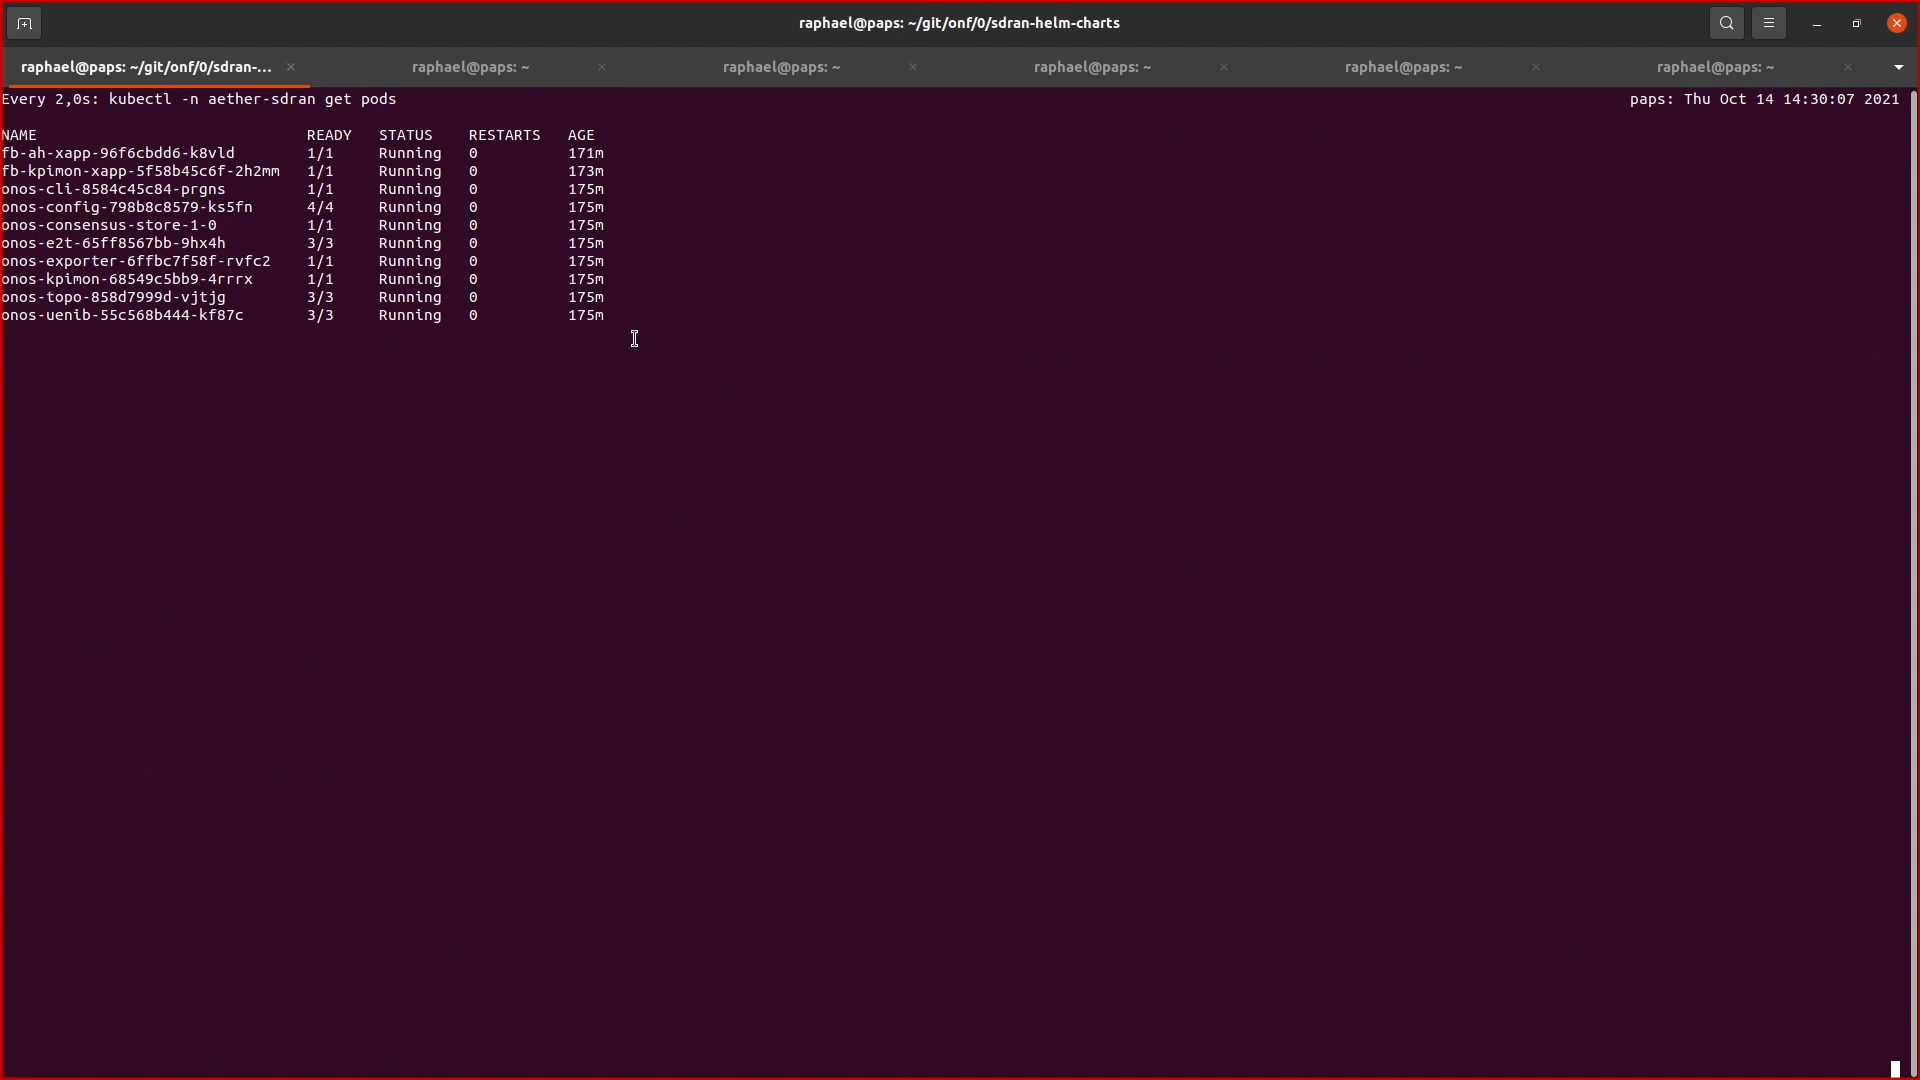 raphael@paps: ~/git/onf/0/sdran-helm-charts
raphael@paps: ~/git/onf/0/sdran-... raphael@paps: ~ raphael@paps: ~ raphael@paps: ~ raphael@paps: ~ raphael@paps: ~
Every 2,0s: kubectl -n aether-sdran get pods paps: Thu Oct 14 14:30:07 2021
NAME READY STATUS RESTARTS AGE
fb-ah-xapp-96f6cbdd6-k8vld 1/1 Running 0 171m
fb-kpimon-xapp-5f58b45c6f-2h2mm 1/1 Running 0 173m
onos-cli-8584c45c84-prgns 1/1 Running 0 175m
onos-config-798b8c8579-ks5fn 4/4 Running 0 175m
onos-consensus-store-1-0 1/1 Running 0 175m
onos-e2t-65ff8567bb-9hx4h 3/3 Running 0 175m
onos-exporter-6ffbc7f58f-rvfc2 1/1 Running 0 175m
onos-kpimon-68549c5bb9-4rrrx 1/1 Running 0 175m
onos-topo-858d7999d-vjtjg 3/3 Running 0 175m
onos-uenib-55c568b444-kf87c 3/3 Running 0 175m